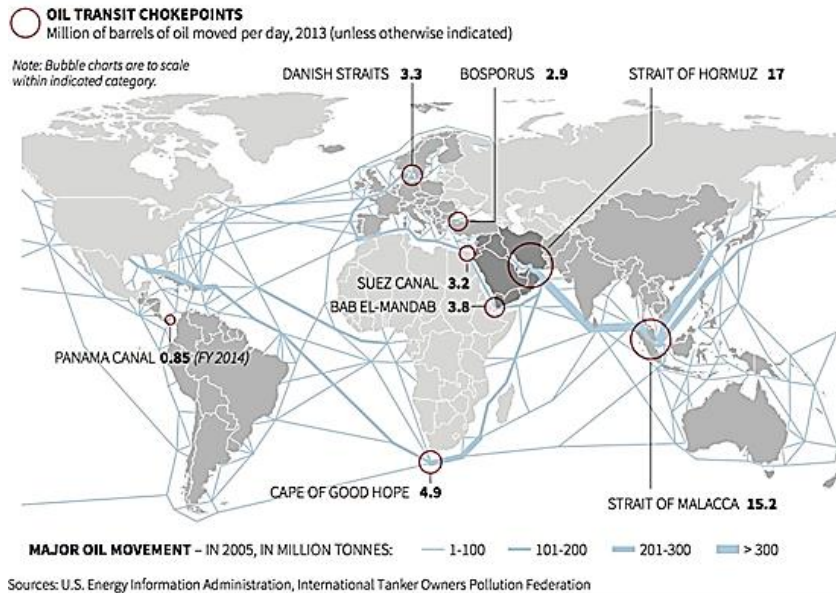 OIL TRANSIT CHOKEPOINTS
Million of barrels of oil moved per day, 2013 (unless otherwise indicated)
Note: Bubble charts are to scale
within indicated category.
DANISH STRAITS 3.3
BOSPORUS 2.9
STRAIT OF HORMUZ 17
SUEZ CANAL 3.2
BAB EL-MANDAB 3.8
PANAMA CANAL 0.85 (FY 2014)
CAPE OF GOOD HOPE 4.9
STRAIT OF MALACCA 15.2
MAJOR OIL MOVEMENT – IN 2005, IN MILLION TONNES: 1-100 101-200 201-300 > 300
Sources: U.S. Energy Information Administration, International Tanker Owners Pollution Federation